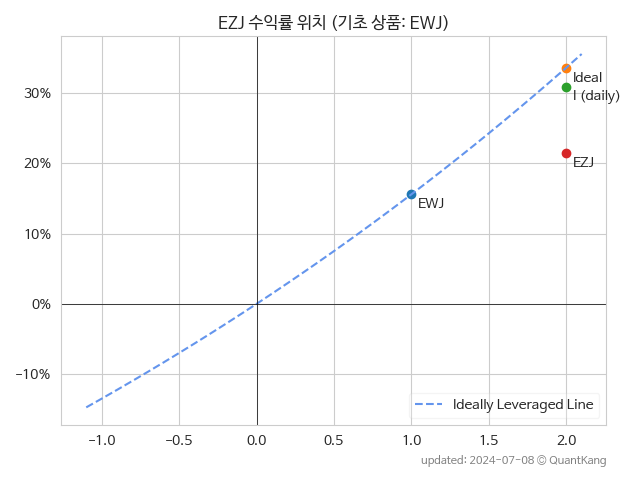 EZJ 수익률 위치 (기초 상품: EWJ)
30%
20%
10%
0%
−10%
Ideal
I (daily)
EZJ
EWJ
Ideally Leveraged Line
−1.0 −0.5 0.0 0.5 1.0 1.5 2.0
updated: 2024-07-08 © QuantKang